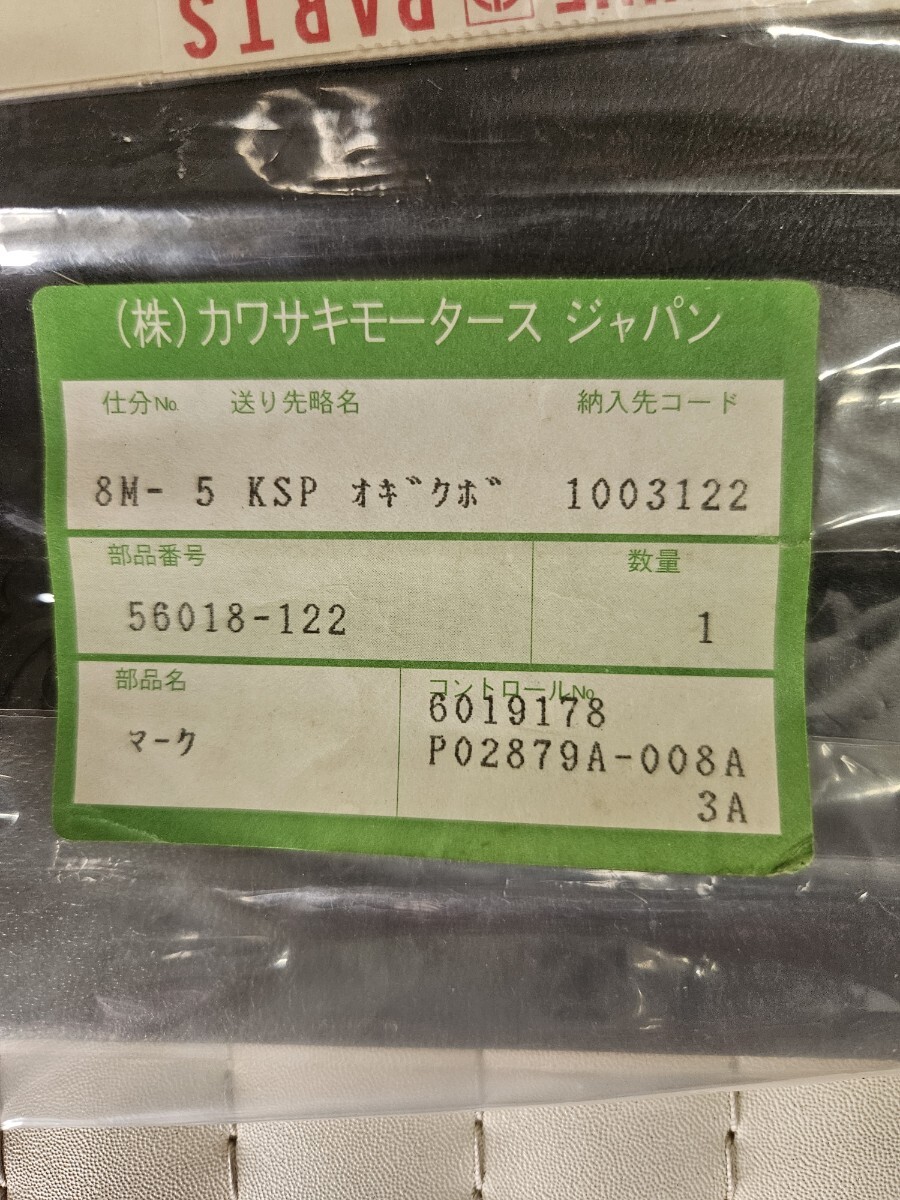 PARTS
(株)カワサキモータース ジャパン
仕分№ 送り先略名 納入先コード
8M- 5 KSP オギクボ 1003122
部品番号 数量
56018-122 1
部品名 コントロール№
6019178
マーク P02879A-008A
3A